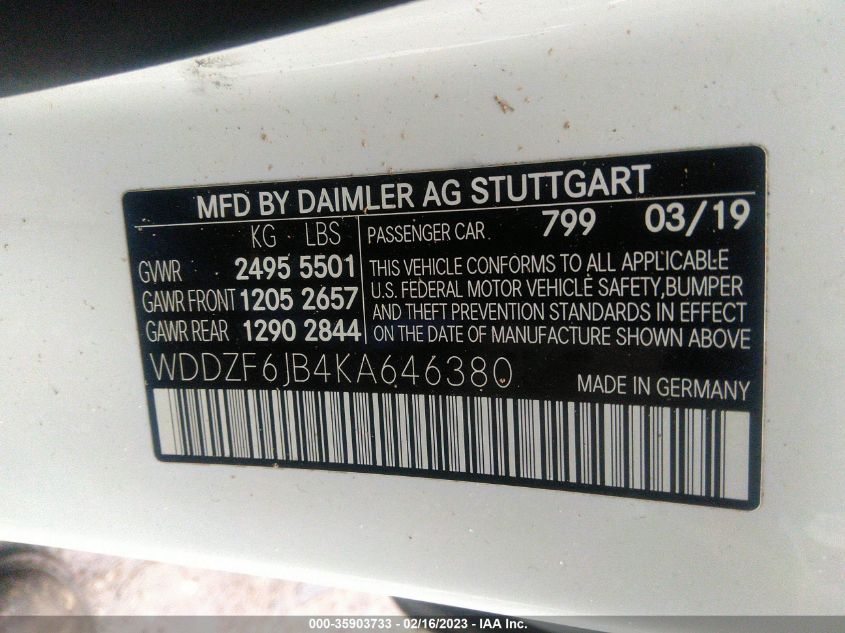 MFD BY DAIMLER AG STUTTGART
KG LBS
GVWR 2495 5501
GAWR FRONT 1205 2657
GAWR REAR 1290 2844
PASSENGER CAR 799 03/19
THIS VEHICLE CONFORMS TO ALL APPLICABLE
U.S. FEDERAL MOTOR VEHICLE SAFETY,BUMPER
AND THEFT PREVENTION STANDARDS IN EFFECT
ON THE DATE OF MANUFACTURE SHOWN ABOVE
WDDZF6JB4KA646380
MADE IN GERMANY
000-35903733 - 02/16/2023 - IAA Inc.